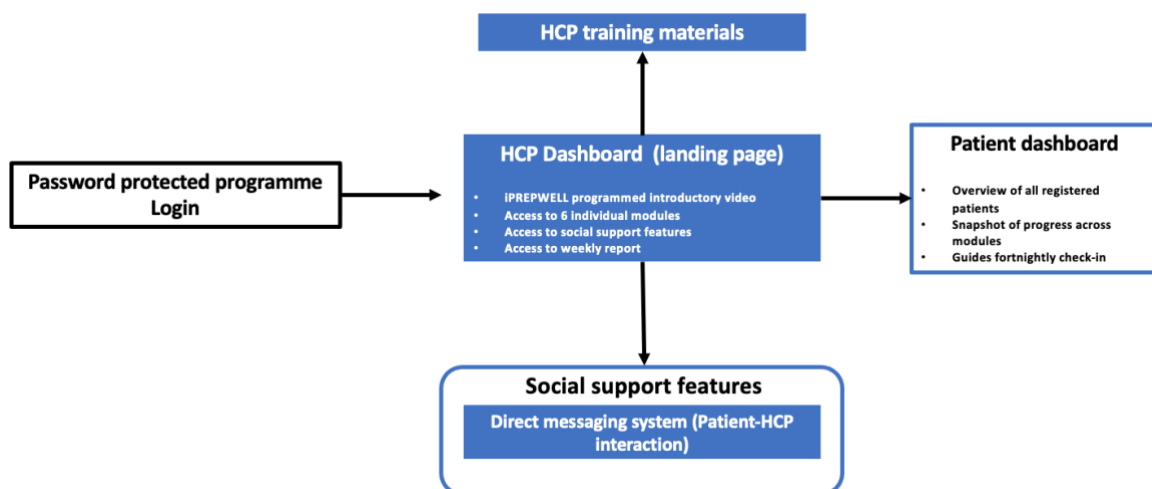 HCP training materials
HCP Dashboard (landing page)
• iPREPWELL programmed introductory video
• Access to 6 individual modules
• Access to social support features
• Access to weekly report
Password protected programme
Login
Patient dashboard
• Overview of all registered
patients
• Snapshot of progress across
modules
• Guides fortnightly check-in
Social support features
Direct messaging system (Patient-HCP
interaction)